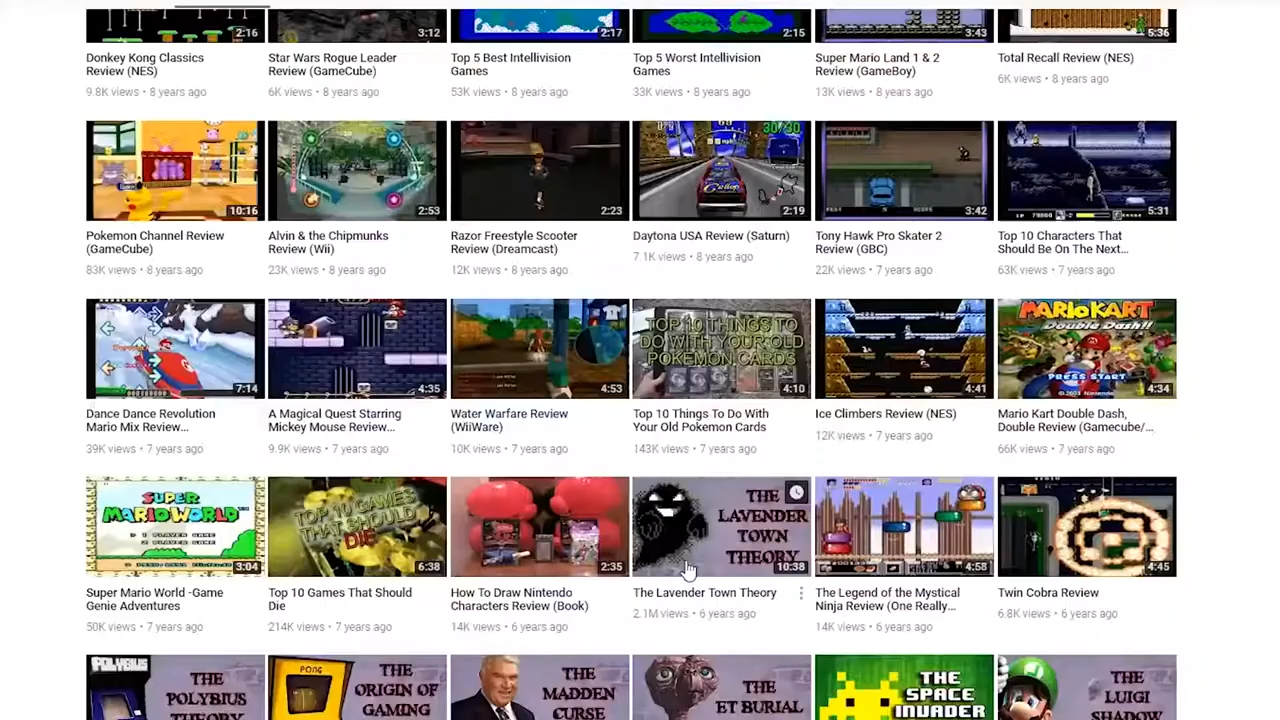 2:16
3:12
2:17
2:15
3:43
5:36
Donkey Kong Classics
Review (NES)
9.8K views • 8 years ago
Star Wars Rogue Leader
Review (GameCube)
6K views • 8 years ago
Top 5 Best Intellivision
Games
53K views • 8 years ago
Top 5 Worst Intellivision
Games
33K views • 8 years ago
Super Mario Land 1 & 2
Review (GameBoy)
13K views • 8 years ago
Total Recall Review (NES)
6K views • 8 years ago
10:16
2:53
2:23
30/30
2:19
3:42
5:31
Pokemon Channel Review
(GameCube)
83K views • 8 years ago
Alvin & the Chipmunks
Review (Wii)
23K views • 8 years ago
Razor Freestyle Scooter
Review (Dreamcast)
12K views • 8 years ago
Daytona USA Review (Saturn)
7.1K views • 8 years ago
Tony Hawk Pro Skater 2
Review (GBC)
22K views • 7 years ago
Top 10 Characters That
Should Be On The Next...
63K views • 7 years ago
7:14
4:35
4:53
TOP 10 THINGS TO
DO WITH YOUR OLD
POKEMON CARDS
4:10
4:41
MARIO KART
Double Dash!!
PRESS START
4:34
Dance Dance Revolution
Mario Mix Review...
39K views • 7 years ago
A Magical Quest Starring
Mickey Mouse Review...
9.9K views • 7 years ago
Water Warfare Review
(WiiWare)
10K views • 7 years ago
Top 10 Things To Do With
Your Old Pokemon Cards
143K views • 7 years ago
Ice Climbers Review (NES)
12K views • 7 years ago
Mario Kart Double Dash,
Double Review (Gamecube/...
66K views • 7 years ago
SUPER
MARIO WORLD
1 PLAYER GAME
2 PLAYER GAME
3:04
TOP 10 GAMES
THAT SHOULD
DIE
6:38
2:35
THE
LAVENDER
TOWN
THEORY
10:38
4:58
4:45
Super Mario World -Game
Genie Adventures
50K views • 7 years ago
Top 10 Games That Should
Die
214K views • 7 years ago
How To Draw Nintendo
Characters Review (Book)
14K views • 6 years ago
The Lavender Town Theory
2.1M views • 6 years ago
The Legend of the Mystical
Ninja Review (One Really...
14K views • 6 years ago
Twin Cobra Review
6.8K views • 6 years ago
POLYBIUS
THE
POLYBIUS
THEORY
PONG
THE
ORIGIN OF
GAMING
THE
MADDEN
CURSE
THE
ET BURIAL
THE
SPACE
INVADER
THE
LUIGI
SHADOW